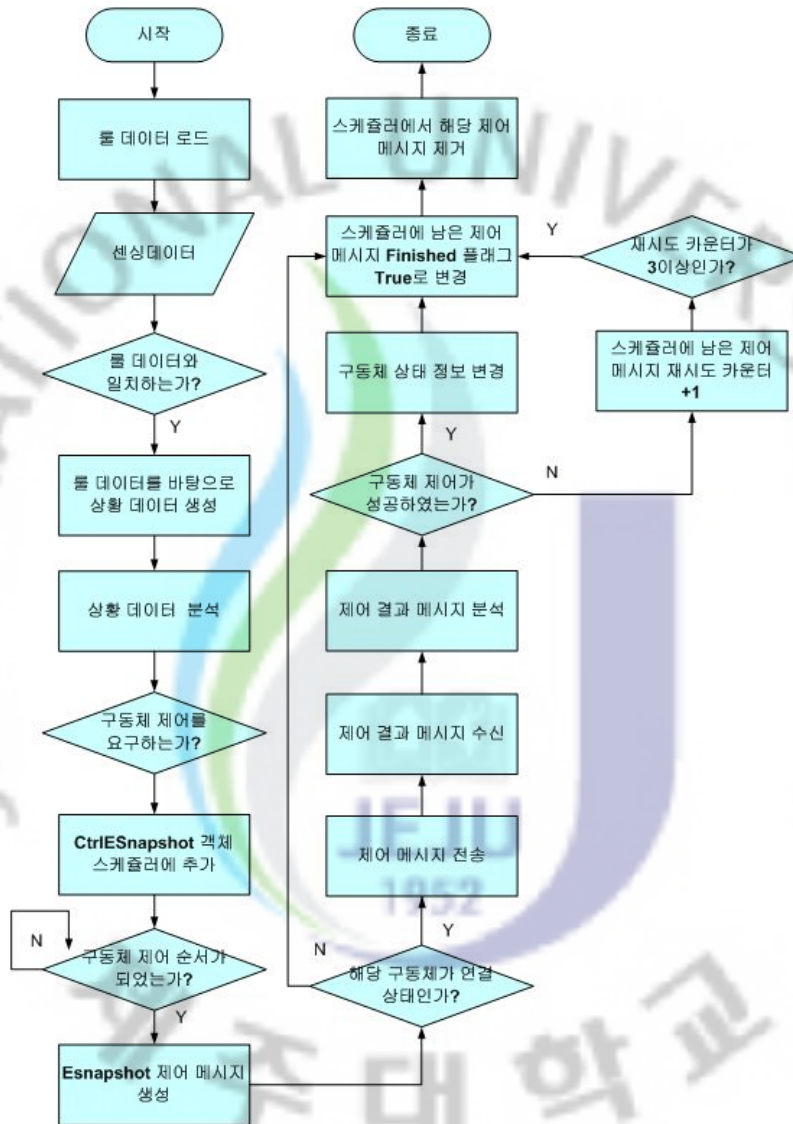 시작
룰 데이터 로드
센싱데이터
룰 데이터와
일치하는가?
Y
룰 데이터를 바탕으로
상황 데이터 생성
상황 데이터 분석
구동체 제어를
요구하는가?
CtrlESnapshot 객체
스케쥴러에 추가
N
구동체 제어 순서가
되었는가?
Y
Esnapshot 제어 메시지
생성
종료
스케쥴러에서 해당 제어
메시지 제거
스케쥴러에 남은 제어
메시지 Finished 플래그
True로 변경
구동체 상태 정보 변경
Y
구동체 제어가
성공하였는가?
N
제어 결과 메시지 분석
제어 결과 메시지 수신
제어 메시지 전송
N
Y
해당 구동체가 연결
상태인가?
Y
재시도 카운터가
3이상인가?
스케쥴러에 남은 제어
메시지 재시도 카운터
+1
NATIONAL UNIVERS
JEJU
1952
제주대학교